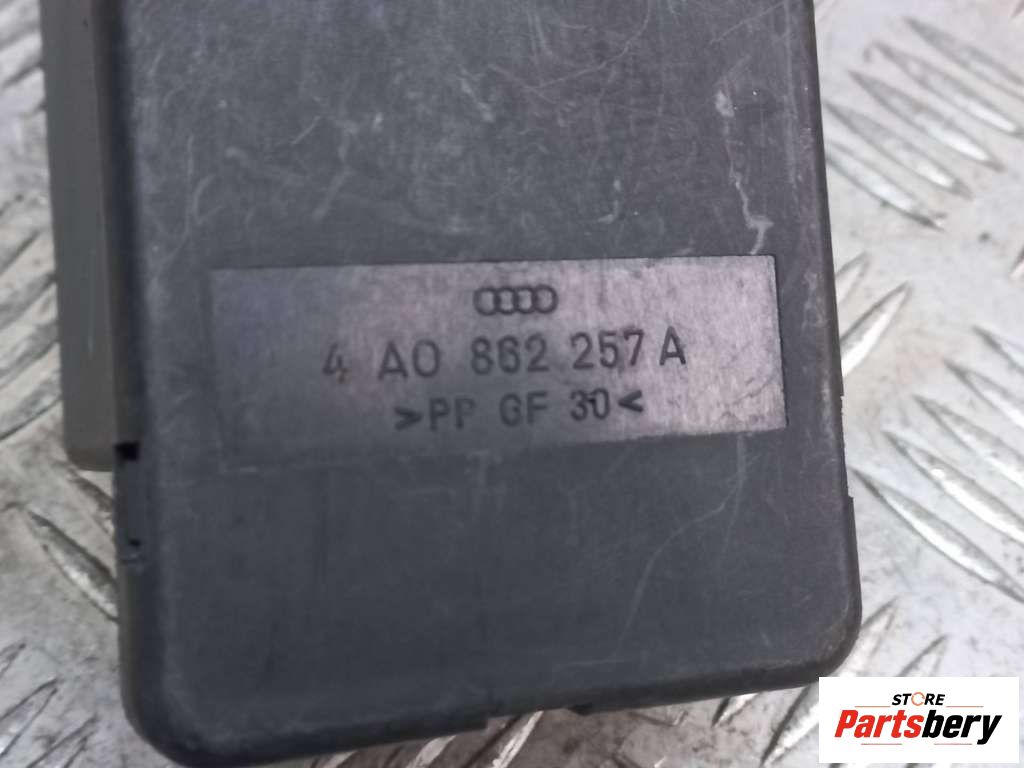 4 A0 862 257 A
>PP GF 30<
STORE
Partsbery